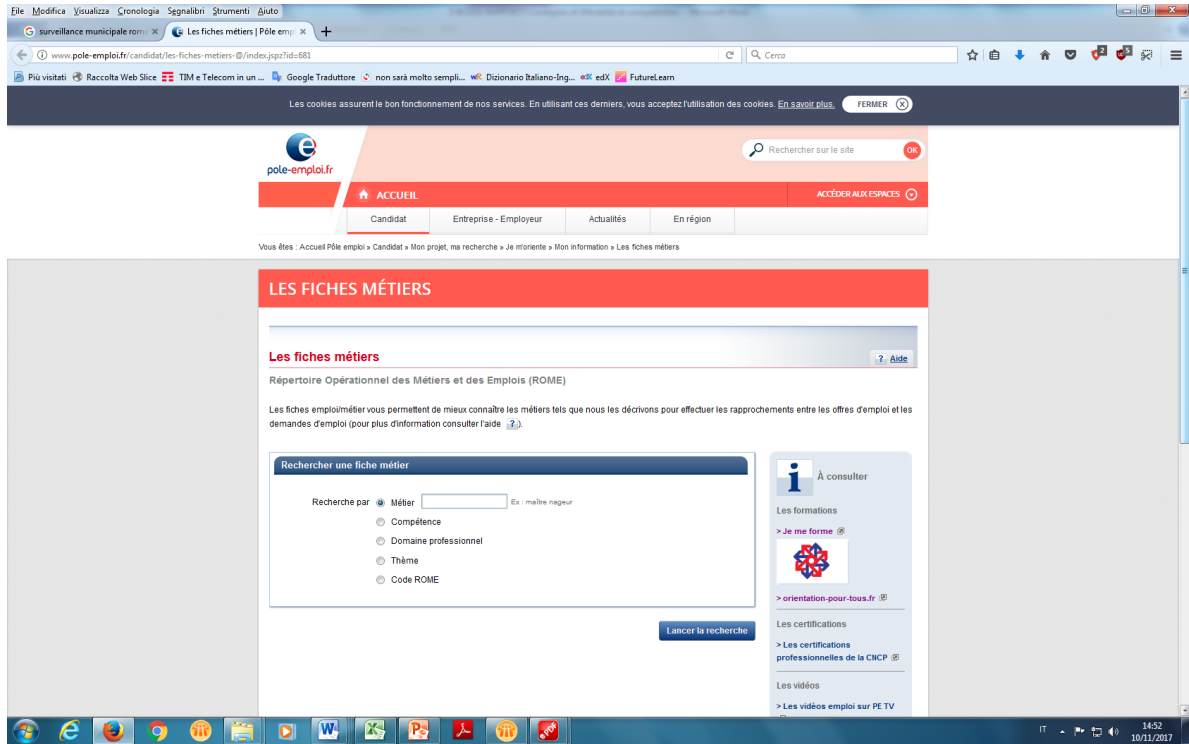 File Modifica Visualizza Cronologia Segnalibri Strumenti Aiuto
surveillance municipale rom
Les fiches métiers | Pôle emp
www.pole-emploi.fr/candidat/les-fiches-metiers-@/index.jspz?id=681
Cerca
2
5
Più visitati Raccolta Web Slice TIM e Telecom in un ... Google Traduttore non sarà molto sempli... Dizionario Italiano-Ing... edX FutureLearn
Les cookies assurent le bon fonctionnement de nos services. En utilisant ces derniers, vous acceptez l'utilisation des cookies. En savoir plus. FERMER
pole-emploi.fr
Rechercher sur le site OK
ACCUEIL
ACCÉDER AUX ESPACES
Candidat Entreprise - Employeur Actualités En région
Vous êtes : Accueil Pôle emploi » Candidat » Mon projet, ma recherche » Je m'oriente » Mon information » Les fiches métiers
LES FICHES MÉTIERS
Les fiches métiers
? Aide
Répertoire Opérationnel des Métiers et des Emplois (ROME)
Les fiches emploi/métier vous permettent de mieux connaître les métiers tels que nous les décrivons pour effectuer les rapprochements entre les offres d'emploi et les
demandes d'emploi (pour plus d'information consulter l'aide ? ).
Rechercher une fiche métier
Recherche par Métier Ex : maître nageur
Compétence
Domaine professionnel
Thème
Code ROME
Lancer la recherche
À consulter
Les formations
> Je me forme
> orientation-pour-tous.fr
Les certifications
> Les certifications
professionnelles de la CNCP
Les vidéos
> Les vidéos emploi sur PE TV
IT
14:52
10/11/2017